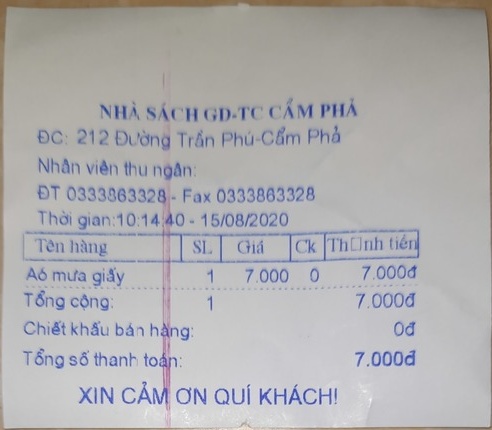 NHÀ SÁCH GD-TC CẨM PHẢ
ĐC: 212 Đường Trần Phú-Cẩm Phả
Nhân viên thu ngân:
ĐT 0333863328 - Fax 0333863328
Thời gian:10:14:40 - 15/08/2020
Tên hàng SL Giá Ck Th□nh tiền
Aó mưa giấy 1 7.000 0 7.000đ
Tổng cộng: 1 7.000đ
Chiết khấu bán hàng: 0đ
Tổng số thanh toán: 7.000đ
XIN CẢM ƠN QUÍ KHÁCH!